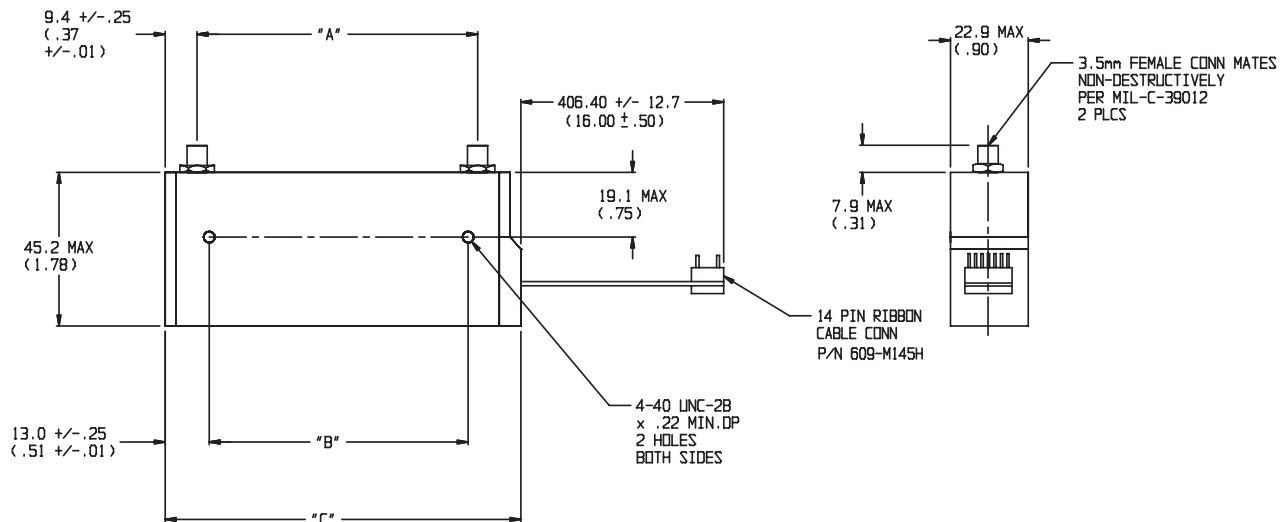 9.4 +/-.25
(.37
+/-.01)
"A"
22.9 MAX
(.90)
3.5mm FEMALE CONN MATES
NON-DESTRUCTIVELY
PER MIL-C-39012
2 PLCS
406.40 +/- 12.7
(16.00 ± .50)
19.1 MAX
(.75)
7.9 MAX
(.31)
45.2 MAX
(1.78)
14 PIN RIBBON
CABLE CONN
P/N 609-M145H
4-40 UNC-2B
x .22 MIN.DP
2 HOLES
BOTH SIDES
13.0 +/-.25
(.51 +/-.01)
"B"
"C"